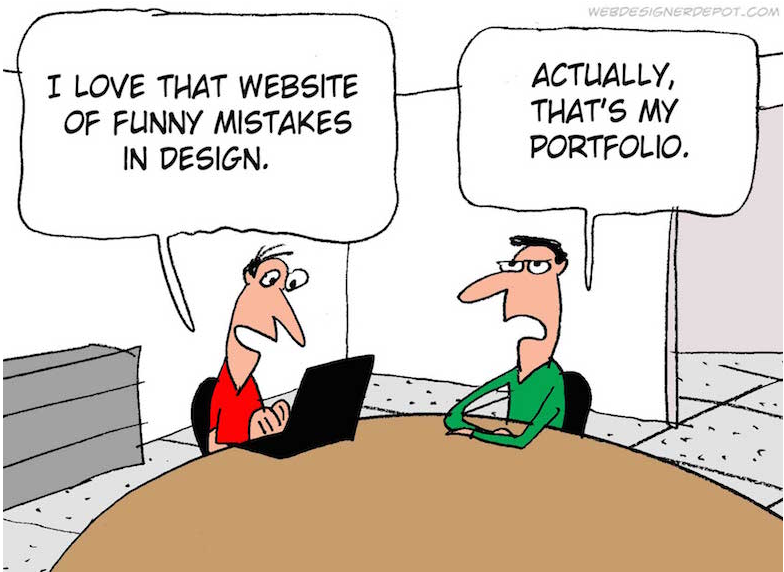 WEBDESIGNERDEPOT.COM
I LOVE THAT WEBSITE
OF FUNNY MISTAKES
IN DESIGN.
ACTUALLY,
THAT'S MY
PORTFOLIO.